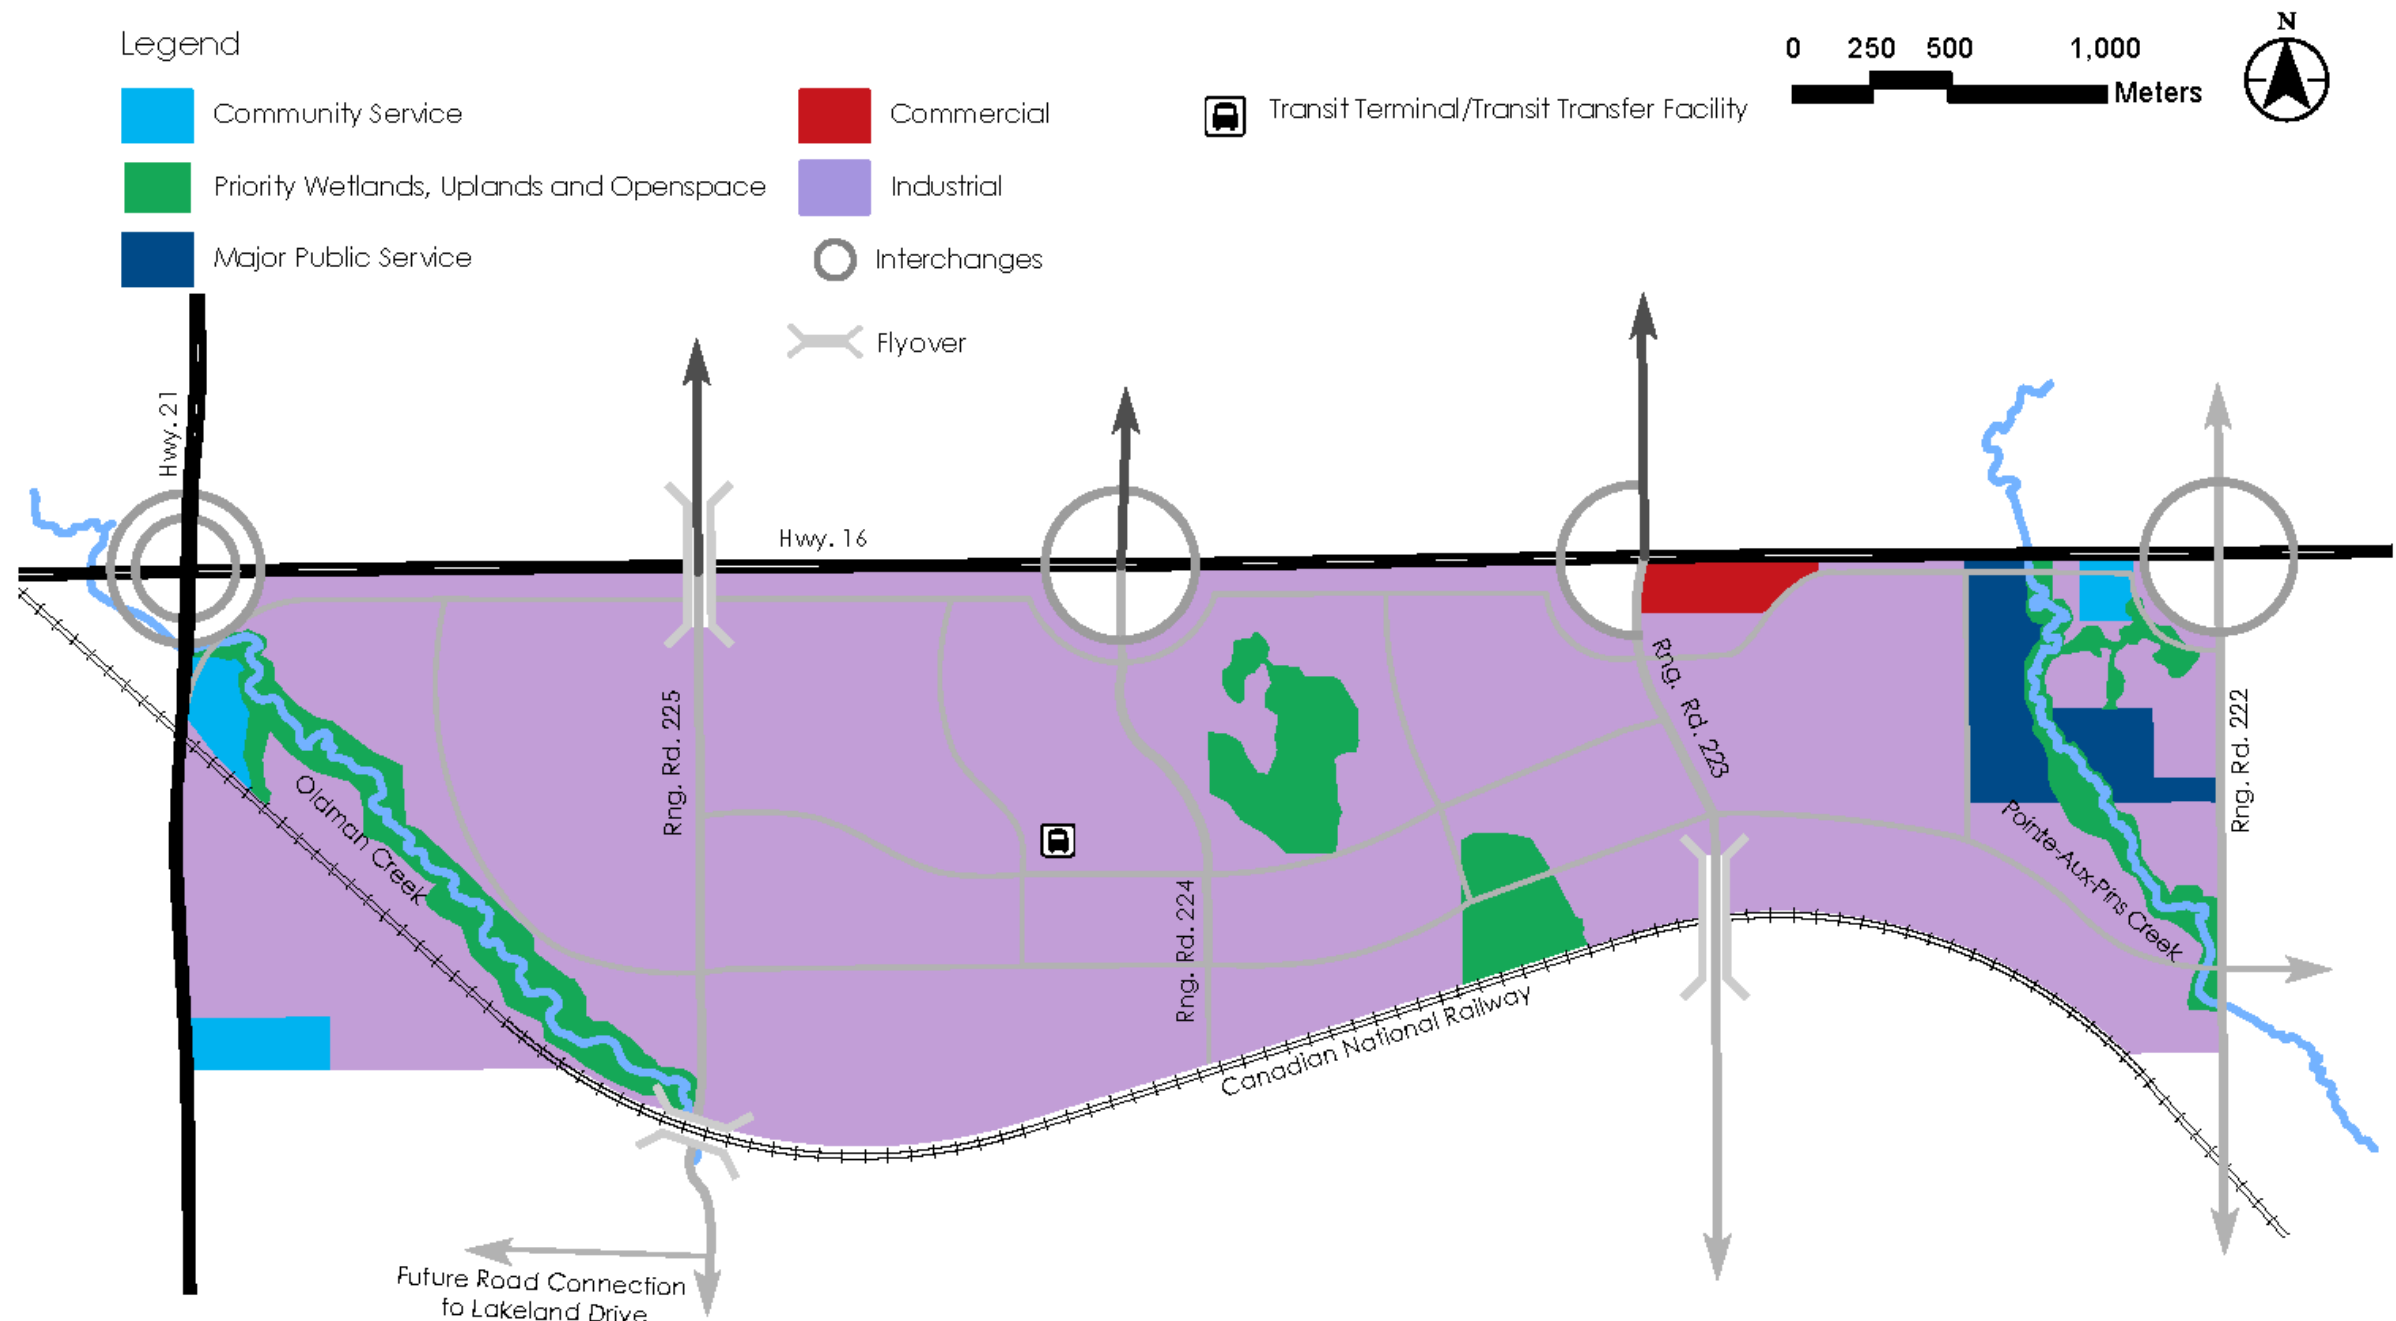 Legend
Community Service
Priority Wetlands, Uplands and Openspace
Major Public Service
Commercial
Industrial
Interchanges
Flyover
Transit Terminal/Transit Transfer Facility
0 250 500 1,000
Meters
N
Hwy. 21
Hwy. 16
Rng. Rd. 225
Rng. Rd. 224
Rng. Rd. 223
Rng. Rd. 222
Oldman Creek
Pointe-Aux-Pins Creek
Canadian National Railway
Future Road Connection
to Lakeland Drive